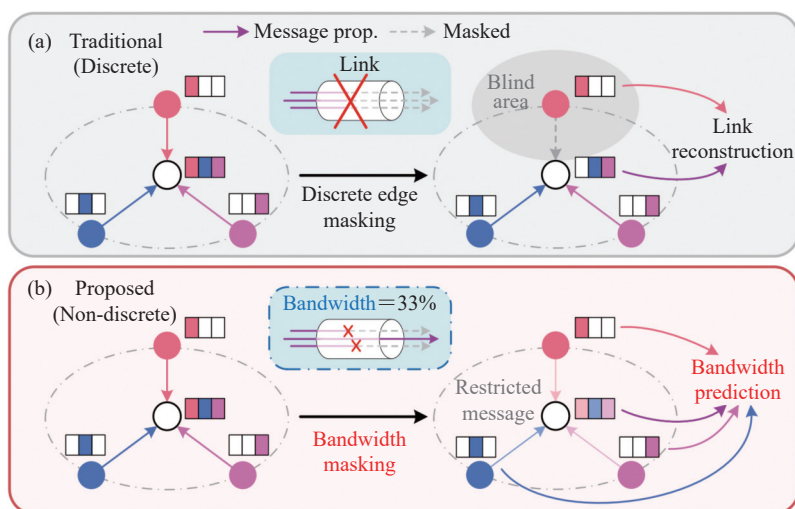 (a)
Traditional
(Discrete)
Message prop.
Masked
Link
Blind
area
Link
reconstruction
Discrete edge
masking
(b)
Proposed
(Non-discrete)
Bandwidth=33%
Restricted
message
Bandwidth
prediction
Bandwidth
masking